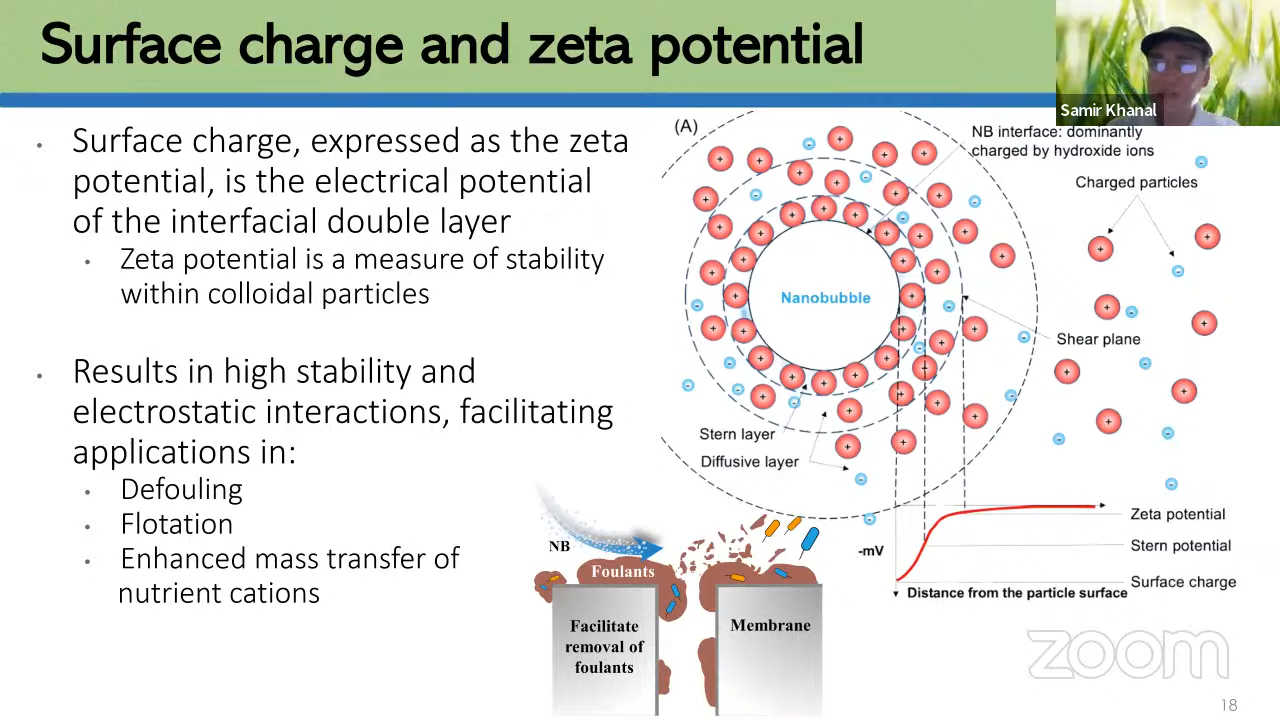 Surface charge and zeta potential
Samir Khanal
• Surface charge, expressed as the zeta
potential, is the electrical potential
of the interfacial double layer
• Zeta potential is a measure of stability
within colloidal particles
• Results in high stability and
electrostatic interactions, facilitating
applications in:
• Defouling
• Flotation
• Enhanced mass transfer of
nutrient cations
(A)
NB interface: dominantly
charged by hydroxide ions
Charged particles
Nanobubble
Shear plane
Stern layer
Diffusive layer
Zeta potential
Stern potential
Surface charge
-mV
Distance from the particle surface
NB
Foulants
Facilitate
removal of
foulants
Membrane
zoom
18